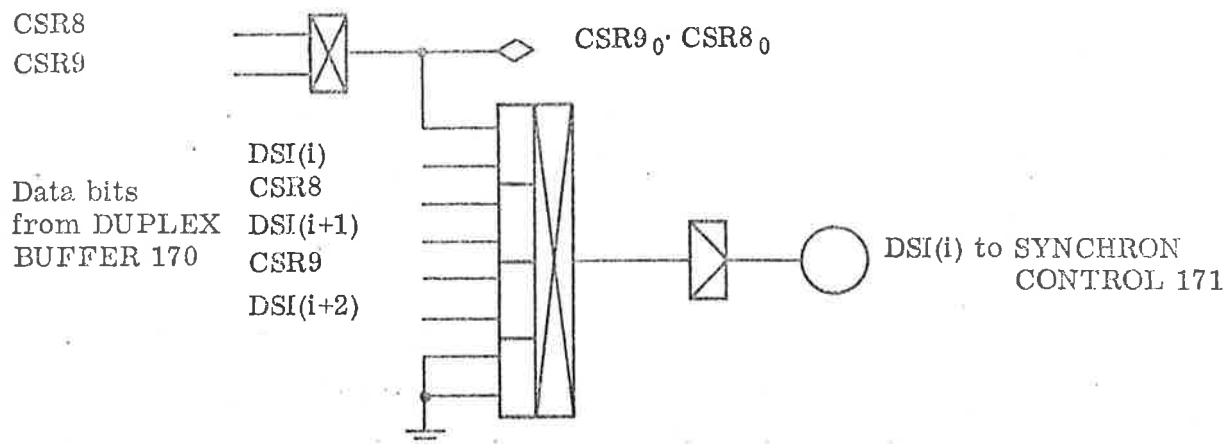 CSR8
CSR9
CSR9₀· CSR8₀
DSI(i)
CSR8
DSI(i+1)
CSR9
DSI(i+2)
Data bits
from DUPLEX
BUFFER 170
DSI(i) to SYNCHRON
CONTROL 171